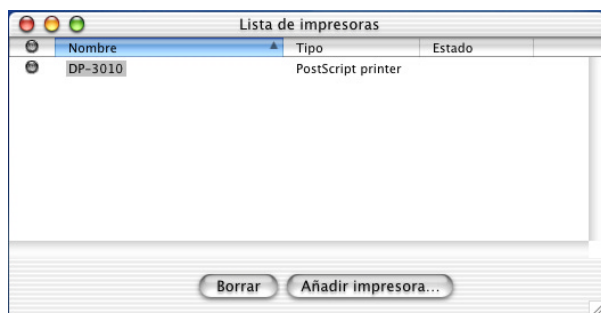 Lista de impresoras
Nombre Tipo Estado
DP-3010 PostScript printer
Borrar Añadir impresora...